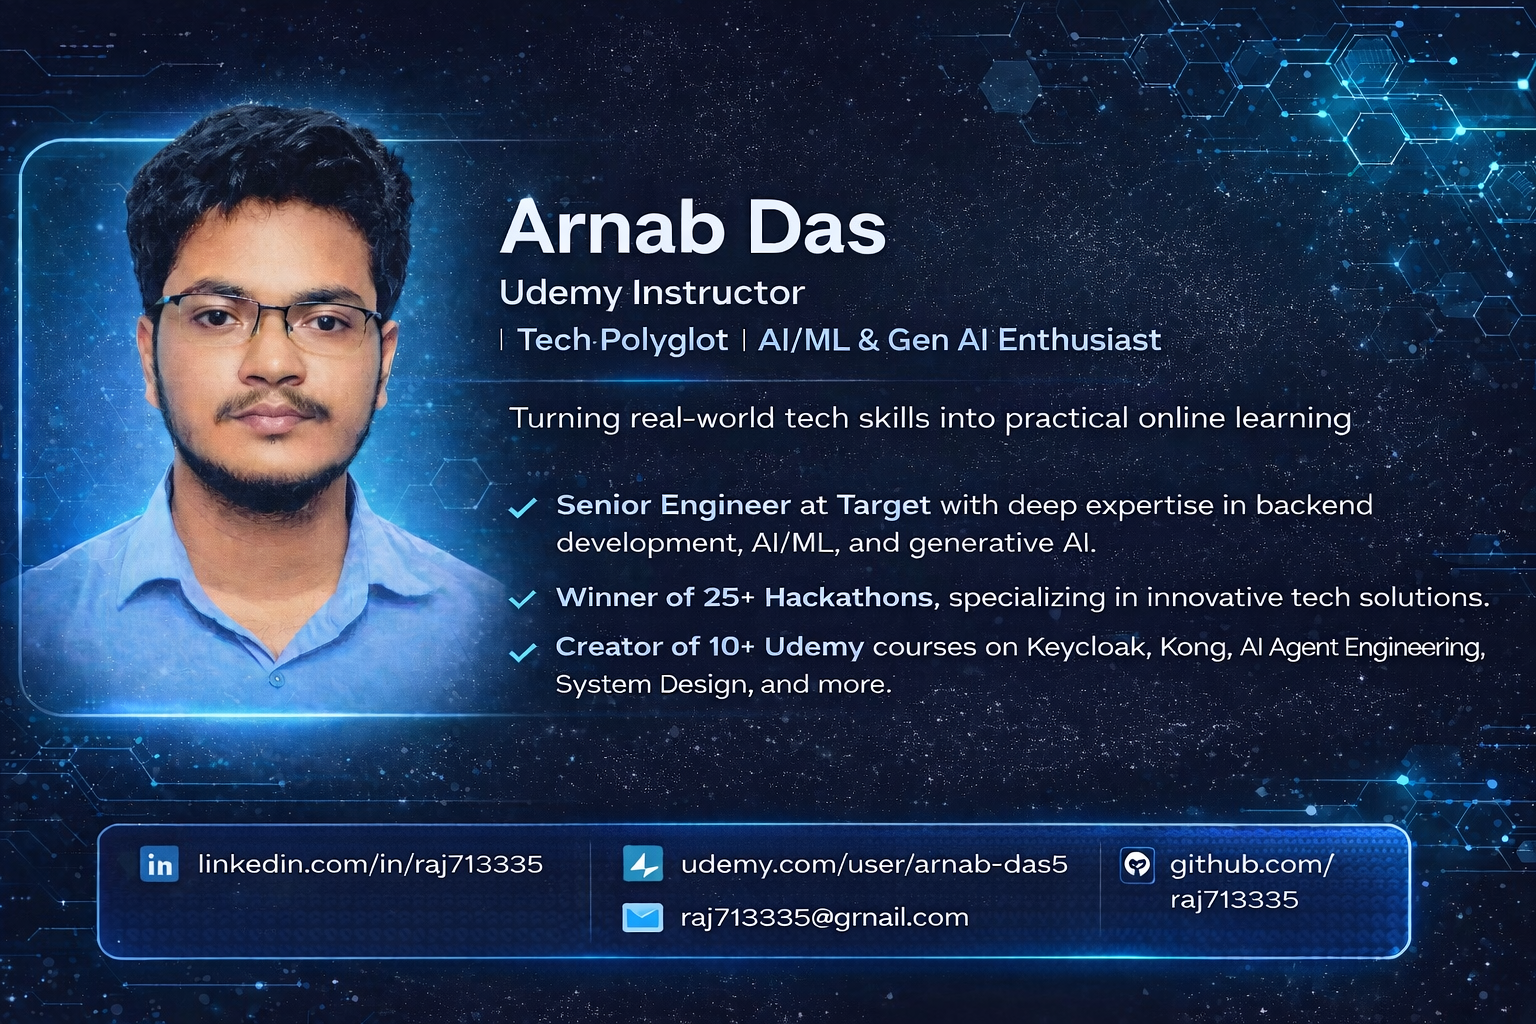 Arnab Das
Udemy Instructor
| Tech Polyglot | AI/ML & Gen AI Enthusiast
Turning real-world tech skills into practical online learning
Senior Engineer at Target with deep expertise in backend
development, AI/ML, and generative AI.
Winner of 25+ Hackathons, specializing in innovative tech solutions.
Creator of 10+ Udemy courses on Keycloak, Kong, AI Agent Engineering,
System Design, and more.
in linkedin.com/in/raj713335
udemy.com/user/arnab-das5
raj713335@grnail.com
github.com/
raj713335